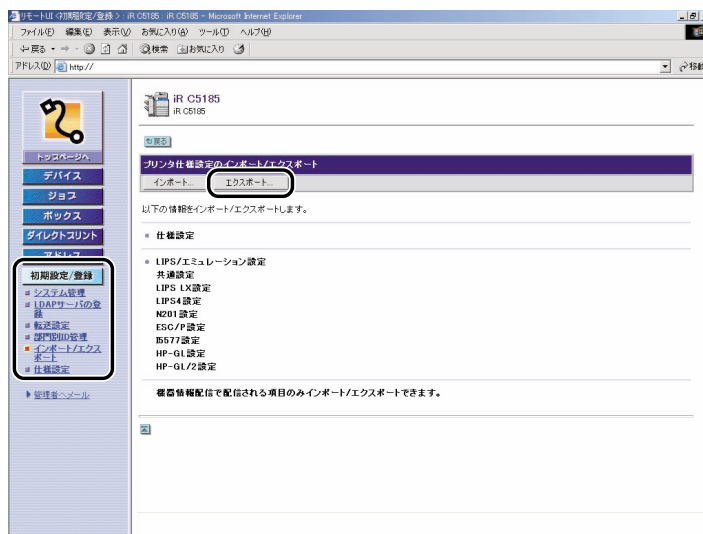 リモートUI <初期設定/登録> : iR C5185 : iR C5185 - Microsoft Internet Explorer
ファイル(F) 編集(E) 表示(V) お気に入り(A) ツール(T) ヘルプ(H)
戻る 検索 お気に入り
アドレス(D) http:// 移動
iR C5185
iR C5185
トップページへ
戻る
デバイス
プリンタ仕様設定のインポート/エクスポート
ジョブ
インポート... エクスポート...
ボックス
以下の情報をインポート/エクスポートします。
ダイレクトプリント
仕様設定
アドレス
初期設定/登録
システム管理
LDAPサーバの登
録
転送設定
部門別ID管理
インポート/エクス
ポート
仕様設定
管理者へメール
LIPS/エミュレーション設定
共通設定
LIPS LX設定
LIPS4設定
N201設定
ESC/P設定
I5577設定
HP-GL設定
HP-GL/2設定
機器情報配信で配信される項目のみインポート/エクスポートできます。